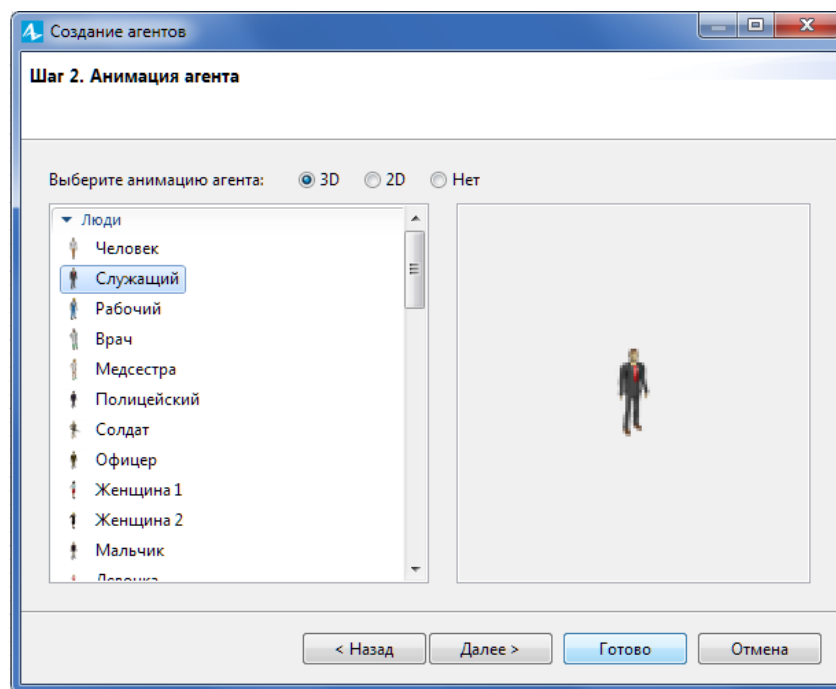 Создание агентов
Шаг 2. Анимация агента
Выберите анимацию агента: 3D 2D Нет
Люди
Человек
Служащий
Рабочий
Врач
Медсестра
Полицейский
Солдат
Офицер
Женщина 1
Женщина 2
Мальчик
Девочка
< Назад Далее > Готово Отмена